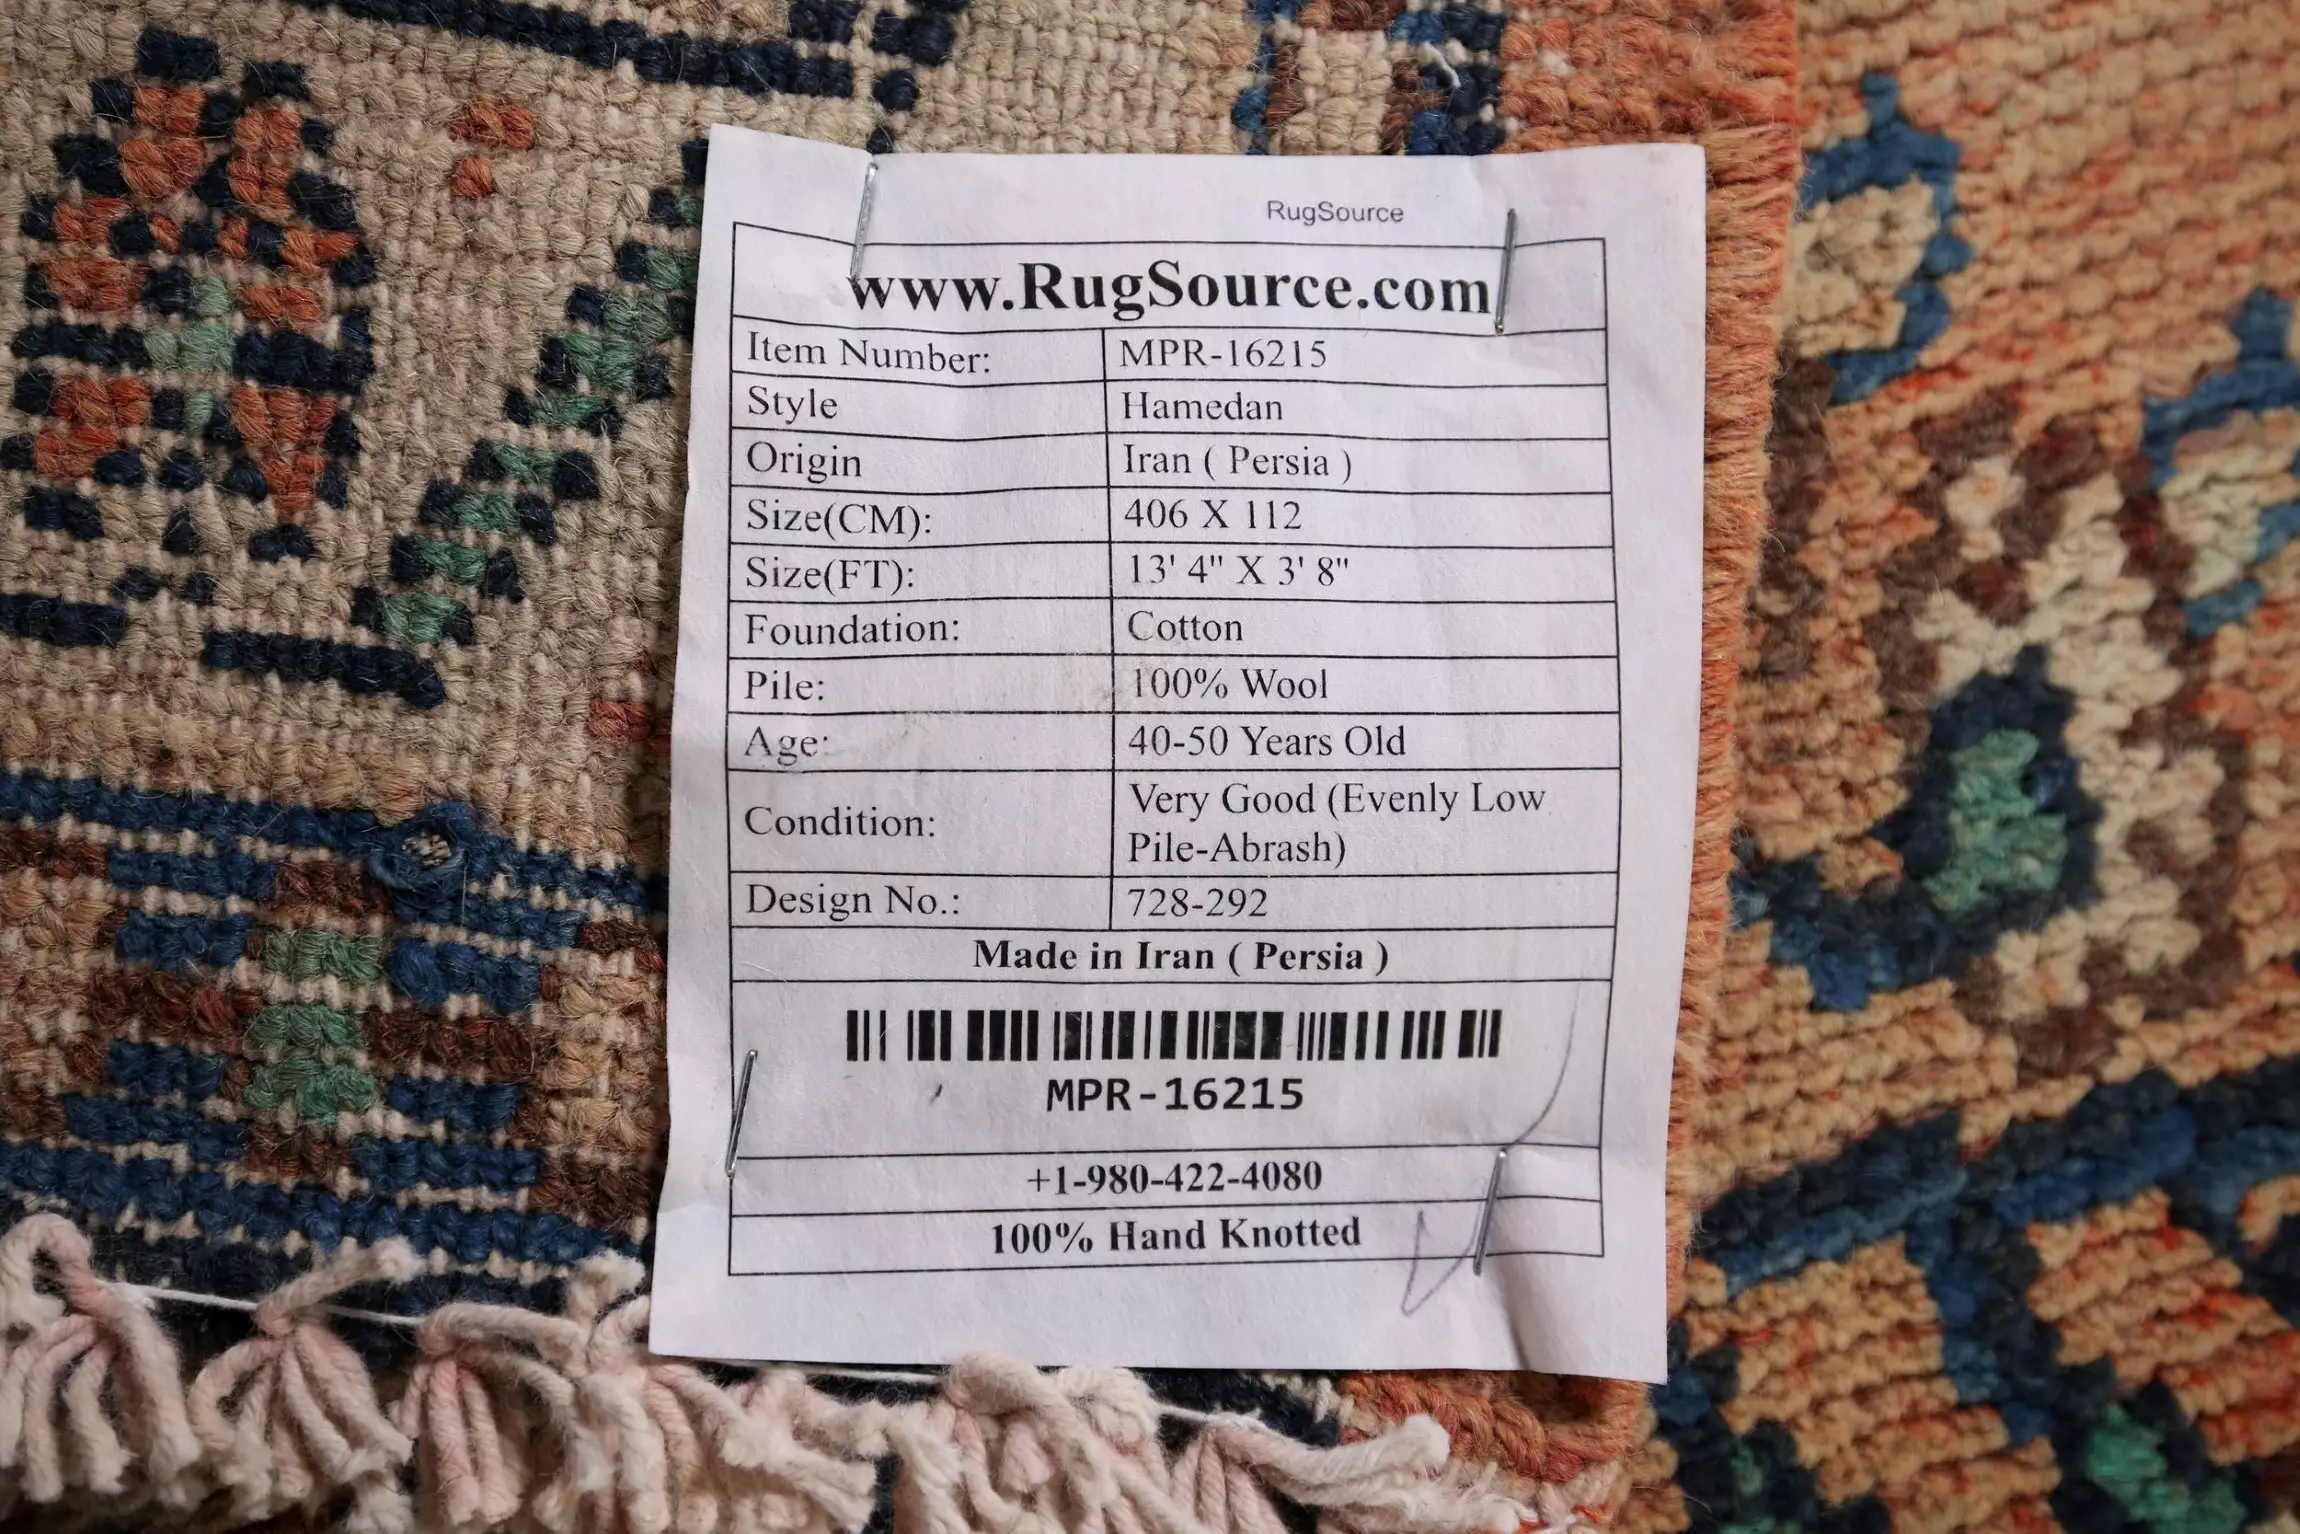 RugSource
www.RugSource.com
Item Number: MPR-16215
Style Hamedan
Origin Iran ( Persia )
Size(CM): 406 X 112
Size(FT): 13' 4" X 3' 8"
Foundation: Cotton
Pile: 100% Wool
Age: 40-50 Years Old
Condition: Very Good (Evenly Low
Pile-Abrash)
Design No.: 728-292
Made in Iran ( Persia )
MPR-16215
+1-980-422-4080
100% Hand Knotted